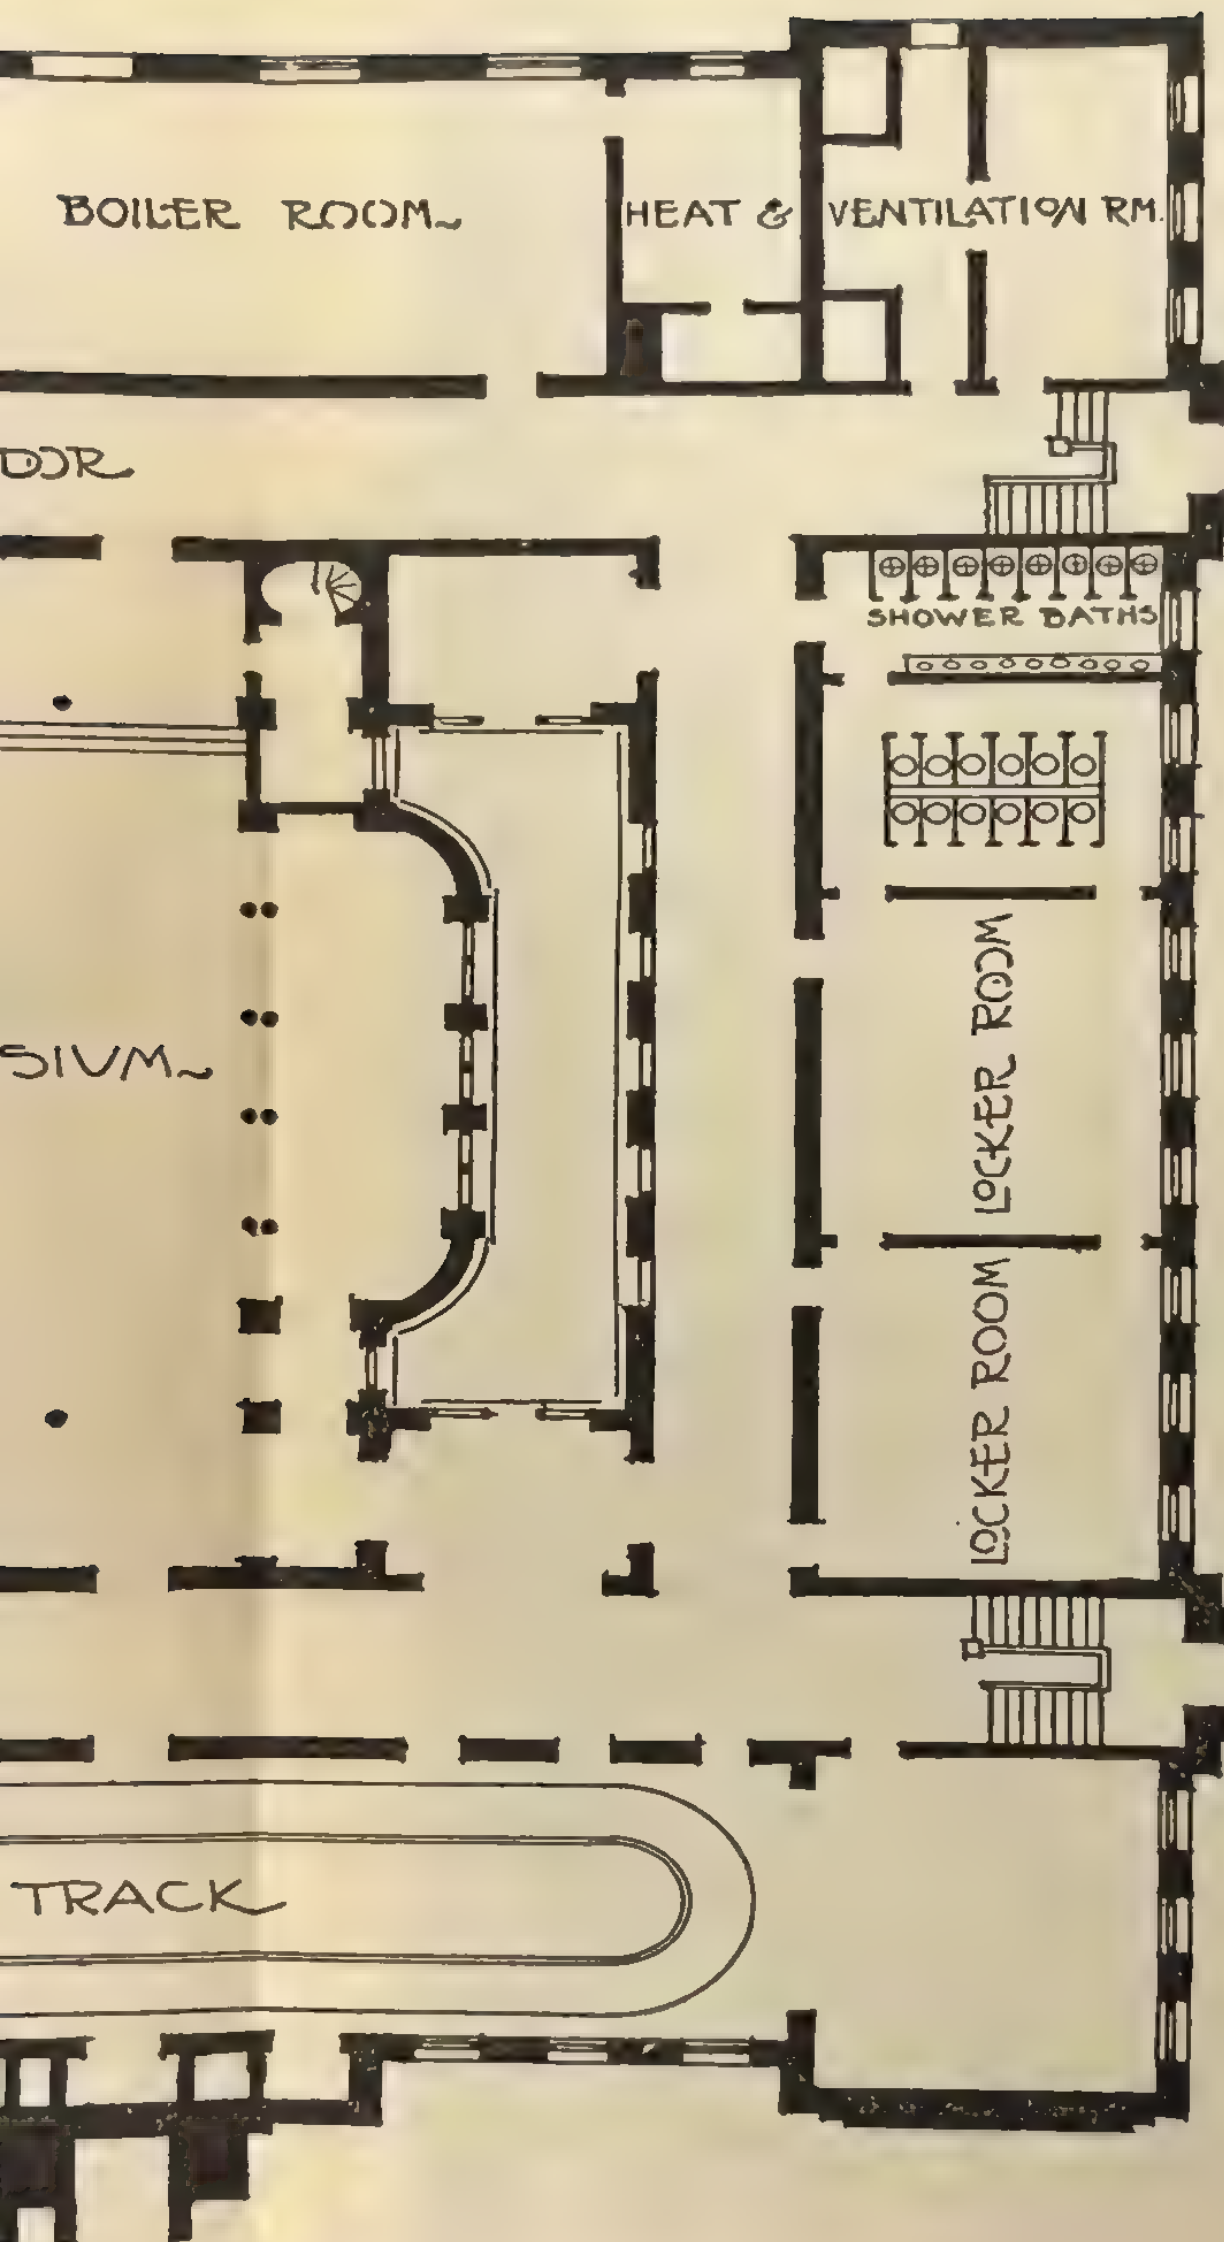 BOILER ROOM
HEAT & VENTILATION RM.
DOR
SHOWER BATHS
LOCKER ROOM
SIUM
LOCKER ROOM
TRACK